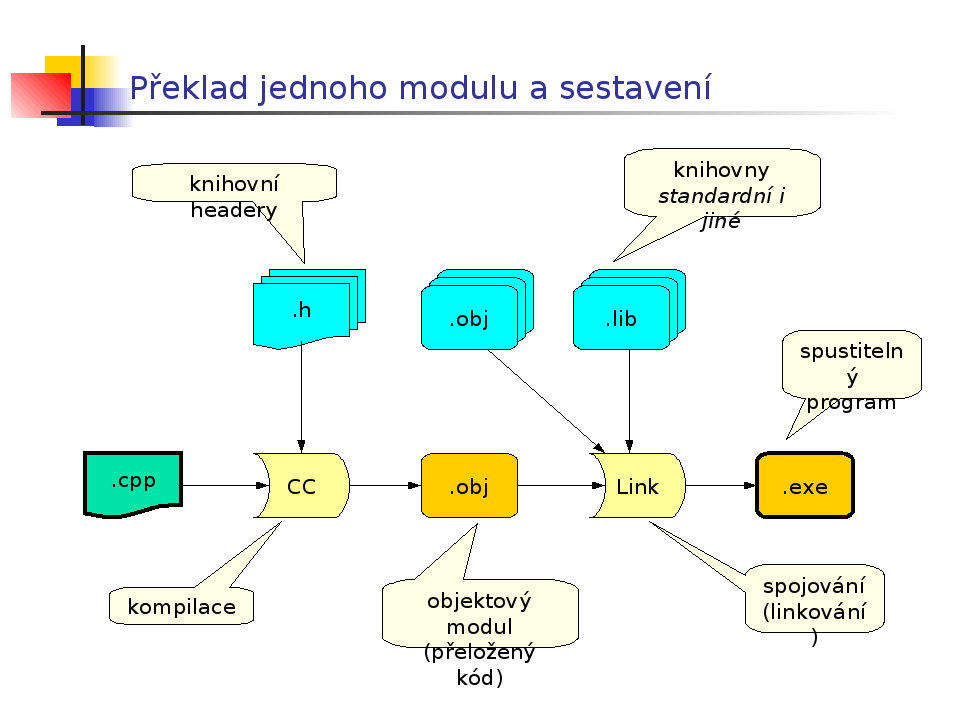 Překlad jednoho modulu a sestavení
knihovní
headery
knihovny
standardní i
jiné
.h
.obj
.lib
spustiteln
ý
program
.cpp
CC
.obj
Link
.exe
kompilace
objektový
modul
(přeložený
kód)
spojování
(linkování
)